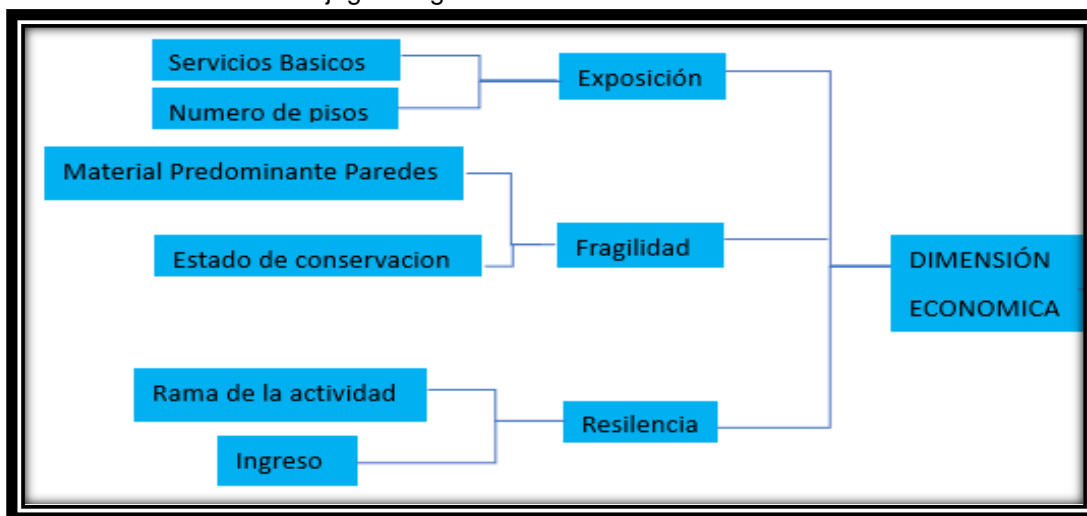 Servicios Basicos
Exposición
Numero de pisos
Material Predominante Paredes
Fragilidad
Estado de conservacion
DIMENSIÓN
ECONOMICA
Rama de la actividad
Resilencia
Ingreso